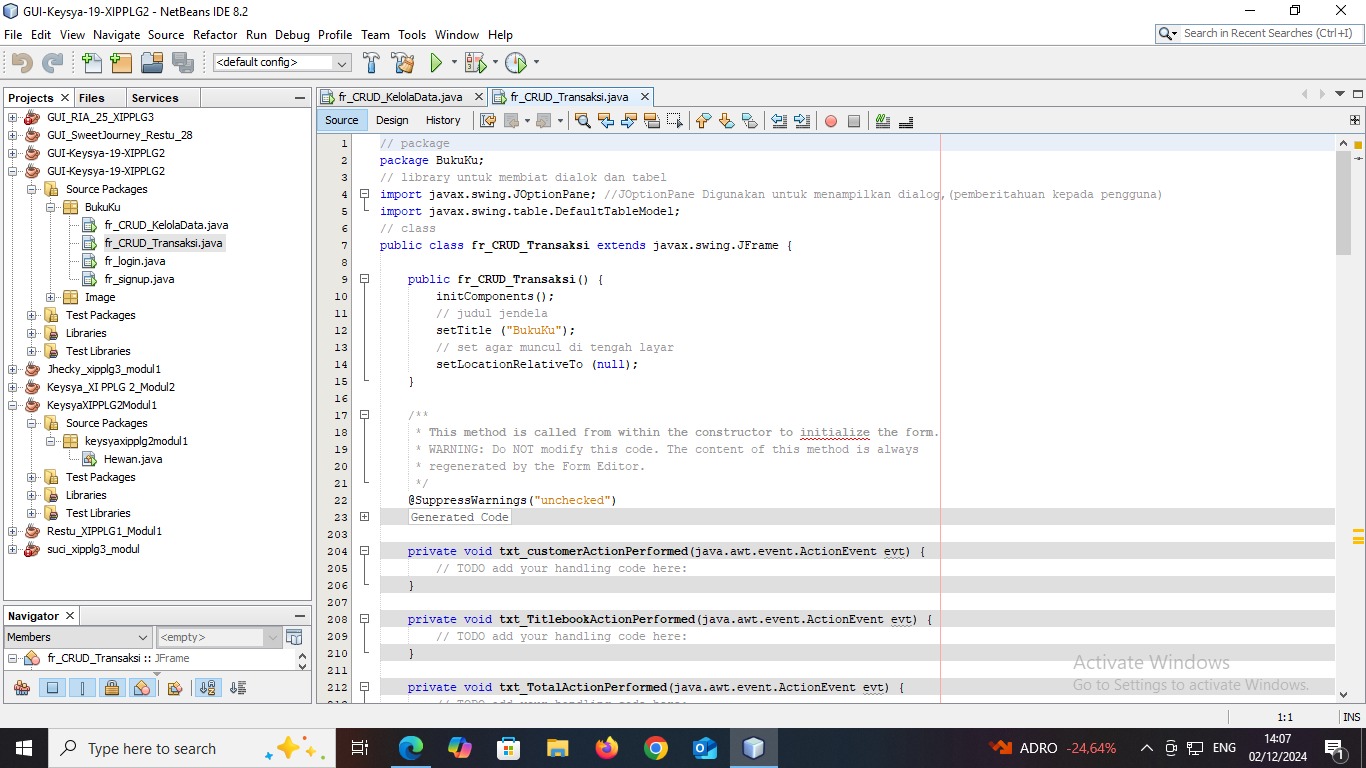 GUI-Keysya-19-XIPPLG2 - NetBeans IDE 8.2
File Edit View Navigate Source Refactor Run Debug Profile Team Tools Window Help
Search in Recent Searches (Ctrl+I)
<default config>
Projects Files Services
GUI_RIA_25_XIPPLG3
GUI_SweetJourney_Restu_28
GUI-Keysya-19-XIPPLG2
GUI-Keysya-19-XIPPLG2
Source Packages
BukuKu
fr_CRUD_KelolaData.java
fr_CRUD_Transaksi.java
fr_login.java
fr_signup.java
Image
Test Packages
Libraries
Test Libraries
Jhecky_xipplg3_modul1
Keysya_XI PPLG 2_Modul2
KeysyaXIPPLG2Modul1
Source Packages
keysyaxipplg2modul1
Hewan.java
Test Packages
Libraries
Test Libraries
Restu_XIPPLG1_Modul1
suci_xipplg3_modul
Navigator
Members <empty>
fr_CRUD_Transaksi :: JFrame
fr_CRUD_KelolaData.java fr_CRUD_Transaksi.java
Source Design History
1 // package
2 package BukuKu;
3 // library untuk membiat dialok dan tabel
4 import javax.swing.JOptionPane; //JOptionPane Digunakan untuk menampilkan dialog,(pemberitahuan kepada pengguna)
5 import javax.swing.table.DefaultTableModel;
6 // class
7 public class fr_CRUD_Transaksi extends javax.swing.JFrame {
8
9 public fr_CRUD_Transaksi() {
10 initComponents();
11 // judul jendela
12 setTitle ("BukuKu");
13 // set agar muncul di tengah layar
14 setLocationRelativeTo (null);
15 }
16
17 /**
18 * This method is called from within the constructor to initialize the form.
19 * WARNING: Do NOT modify this code. The content of this method is always
20 * regenerated by the Form Editor.
21 */
22 @SuppressWarnings("unchecked")
23 Generated Code
203
204 private void txt_customerActionPerformed(java.awt.event.ActionEvent evt) {
205 // TODO add your handling code here:
206 }
207
208 private void txt_TitlebookActionPerformed(java.awt.event.ActionEvent evt) {
209 // TODO add your handling code here:
210 }
211
212 private void txt_TotalActionPerformed(java.awt.event.ActionEvent evt) {
Activate Windows
Go to Settings to activate Windows.
1:1 INS
Type here to search
ADRO -24,64%
ENG
14:07
02/12/2024
1